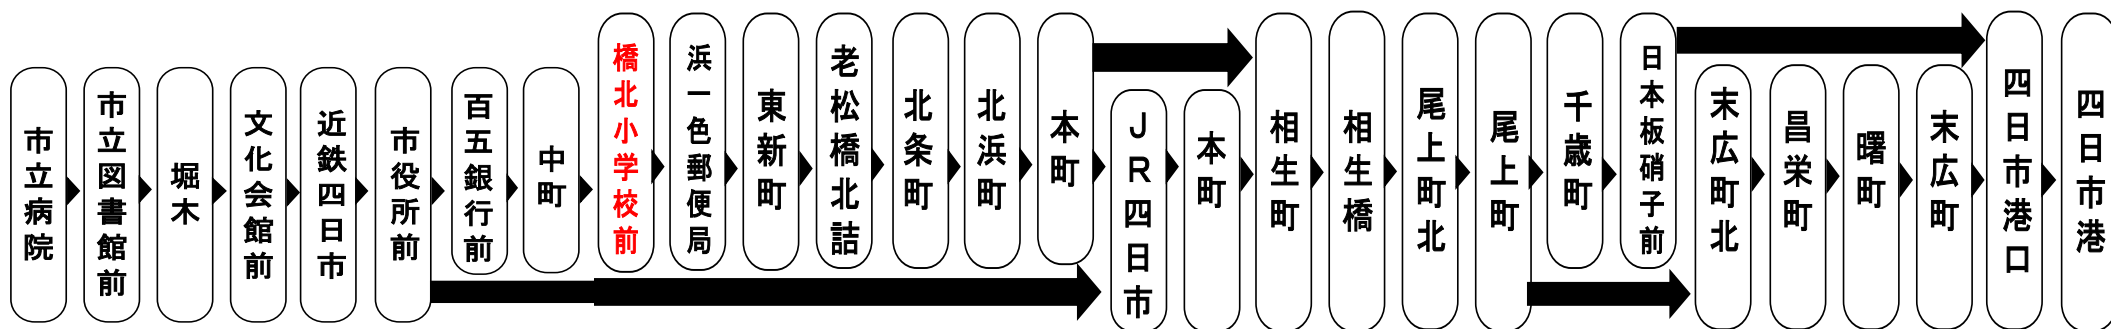 市立病院
市立図書館前
堀木
文化会館前
近鉄四日市
市役所前
百五銀行前
中町
橋北小学校前
浜一色郵便局
東新町
老松橋北詰
北条町
北浜町
本町
JR四日市
本町
相生町
相生橋
尾上町北
尾上町
千歳町
日本板硝子前
末広町北
昌栄町
曙町
末広町
四日市港口
四日市港